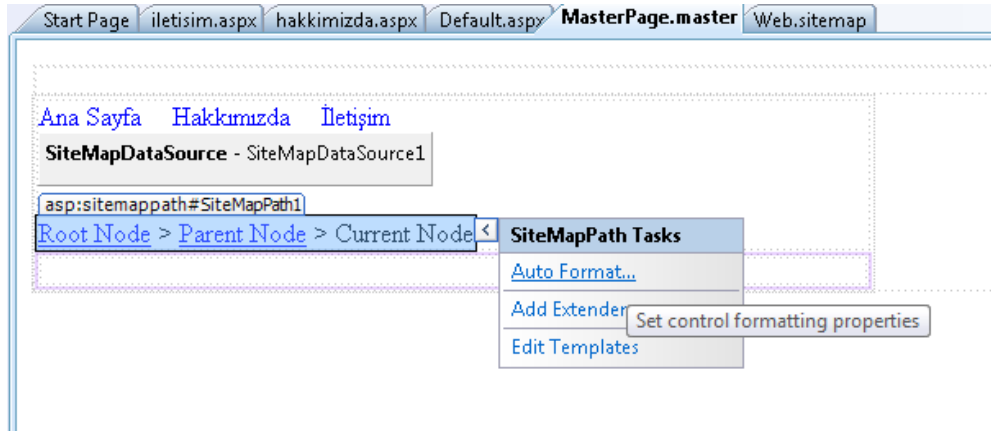 Start Page iletisim.aspx hakkimizda.aspx Default.aspx MasterPage.master Web.sitemap
Ana Sayfa Hakkımızda İletişim
SiteMapDataSource - SiteMapDataSource1
asp:sitemappath#SiteMapPath1
Root Node > Parent Node > Current Node <
SiteMapPath Tasks
Auto Format...
Add Extender
Set control formatting properties
Edit Templates